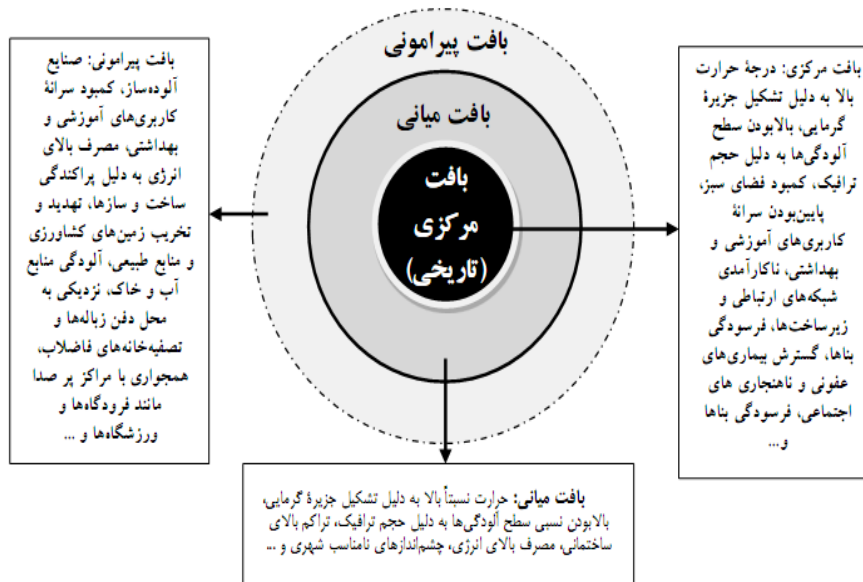 بافت پیرامونی
بافت میانی
بافت
مرکزی
(تاریخی)
بافت مرکزی: درجۀ حرارت
بالا به دلیل تشکیل جزیرۀ
گرمایی، بالابودن سطح
آلودگی‌ها به دلیل حجم
ترافیک، کمبود فضای سبز،
پایین‌بودن سرانۀ
کاربری‌های آموزشی و
بهداشتی، ناکارآمدی
شبکه‌های ارتباطی و
زیرساخت‌ها، فرسودگی
بناها، گسترش بیماری‌های
عفونی و ناهنجاری های
اجتماعی، فرسودگی بناها
و...
بافت پیرامونی: صنایع
آلوده‌ساز، کمبود سرانۀ
کاربری‌های آموزشی و
بهداشتی، مصرف بالای
انرژی به دلیل پراکندگی
ساخت و سازها، تهدید و
تخریب زمین‌های کشاورزی
و منابع طبیعی، آلودگی منابع
آب و خاک، نزدیکی به
محل دفن زباله‌ها و
تصفیه‌خانه‌های فاضلاب،
همجواری با مراکز پر صدا
مانند فرودگاه‌ها و
ورزشگاه‌ها و ...
بافت میانی: حرارت نسبتاً بالا به دلیل تشکیل جزیرۀ گرمایی،
بالابودن نسبی سطح آلودگی‌ها به دلیل حجم ترافیک، تراکم بالای
ساختمانی، مصرف بالای انرژی، چشم‌اندازهای نامناسب شهری و ...